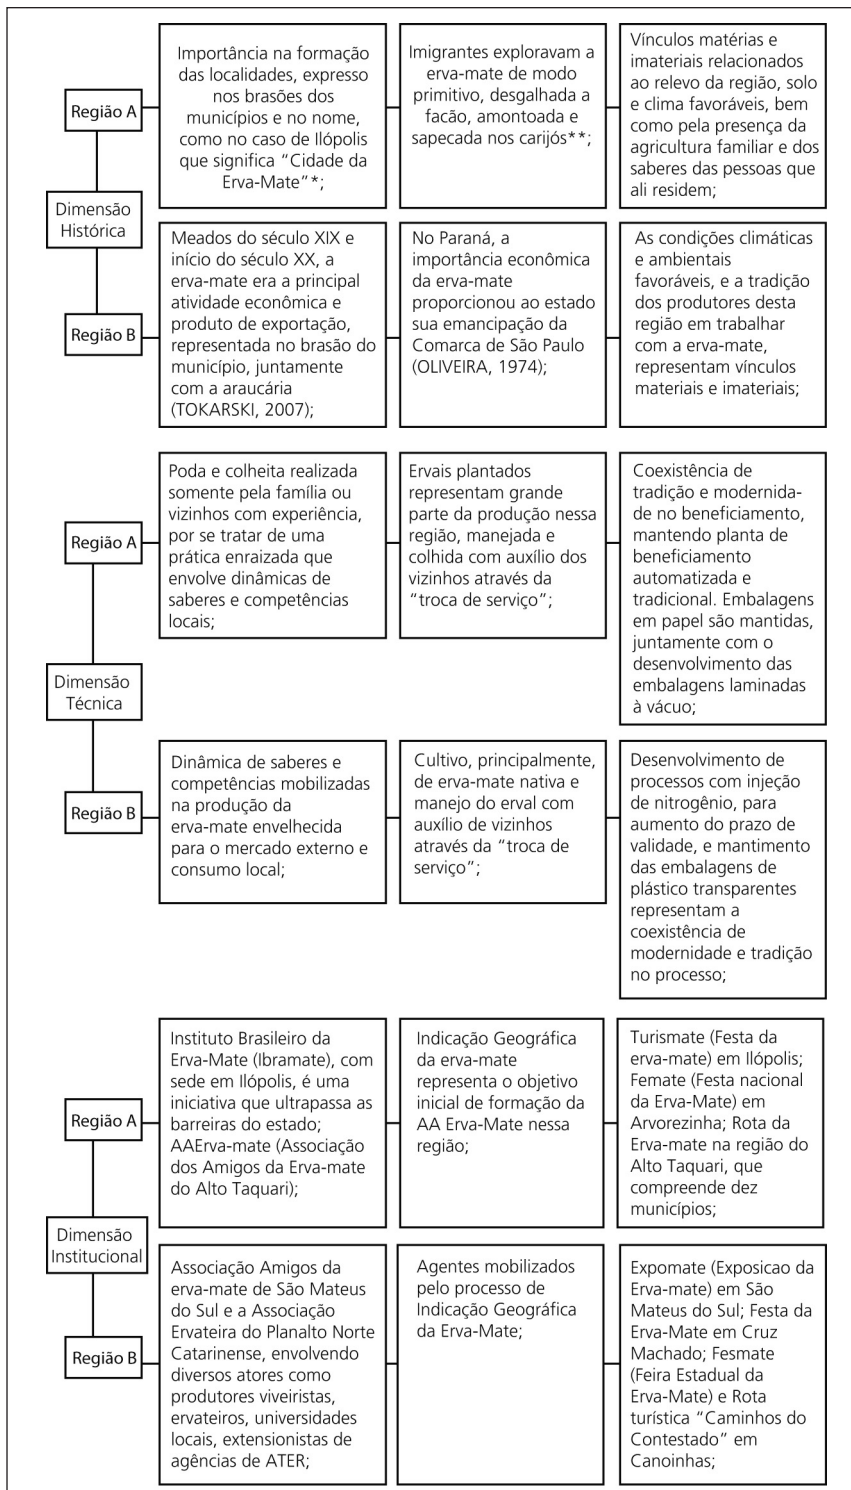 Dimensão
Histórica
Região A
Importância na formação
das localidades, expresso
nos brasões dos
municípios e no nome,
como no caso de Ilópolis
que significa “Cidade da
Erva-Mate”*;
Imigrantes exploravam a
erva-mate de modo
primitivo, desgalhada a
facão, amontoada e
sapecada nos carijós**;
Vínculos matérias e
imateriais relacionados
ao relevo da região, solo
e clima favoráveis, bem
como pela presença da
agricultura familiar e dos
saberes das pessoas que
ali residem;
Região B
Meados do século XIX e
início do século XX, a
erva-mate era a principal
atividade econômica e
produto de exportação,
representada no brasão do
município, juntamente
com a araucária
(TOKARSKI, 2007);
No Paraná, a
importância econômica
da erva-mate
proporcionou ao estado
sua emancipação da
Comarca de São Paulo
(OLIVEIRA, 1974);
As condições climáticas
e ambientais
favoráveis, e a tradição
dos produtores desta
região em trabalhar
com a erva-mate,
representam vínculos
materiais e imateriais;
Dimensão
Técnica
Região A
Poda e colheita realizada
somente pela família ou
vizinhos com experiência,
por se tratar de uma
prática enraizada que
envolve dinâmicas de
saberes e competências
locais;
Ervais plantados
representam grande
parte da produção nessa
região, manejada e
colhida com auxílio dos
vizinhos através da
“troca de serviço”;
Coexistência de
tradição e modernida-
de no beneficiamento,
mantendo planta de
beneficiamento
automatizada e
tradicional. Embalagens
em papel são mantidas,
juntamente com o
desenvolvimento das
embalagens laminadas
à vácuo;
Região B
Dinâmica de saberes e
competências mobilizadas
na produção da
erva-mate envelhecida
para o mercado externo e
consumo local;
Cultivo, principalmente,
de erva-mate nativa e
manejo do erval com
auxílio de vizinhos
através da “troca de
serviço”;
Desenvolvimento de
processos com injeção
de nitrogênio, para
aumento do prazo de
validade, e mantimento
das embalagens de
plástico transparentes
representam a
coexistência de
modernidade e tradição
no processo;
Dimensão
Institucional
Região A
Instituto Brasileiro da
Erva-Mate (Ibramate), com
sede em Ilópolis, é uma
iniciativa que ultrapassa as
barreiras do estado;
AAErva-mate (Associação
dos Amigos da Erva-mate
do Alto Taquari);
Indicação Geográfica
da erva-mate
representa o objetivo
inicial de formação da
AA Erva-Mate nessa
região;
Turismate (Festa da
erva-mate) em Ilópolis;
Femate (Festa nacional
da Erva-Mate) em
Arvorezinha; Rota da
Erva-mate na região do
Alto Taquari, que
compreende dez
municípios;
Região B
Associação Amigos da
erva-mate de São Mateus
do Sul e a Associação
Ervateira do Planalto Norte
Catarinense, envolvendo
diversos atores como
produtores viveiristas,
ervateiros, universidades
locais, extensionistas de
agências de ATER;
Agentes mobilizados
pelo processo de
Indicação Geográfica
da Erva-Mate;
Expomate (Exposicao da
Erva-mate) em São
Mateus do Sul; Festa da
Erva-Mate em Cruz
Machado; Fesmate
(Feira Estadual da
Erva-Mate) e Rota
turística “Caminhos do
Contestado” em
Canoinhas;